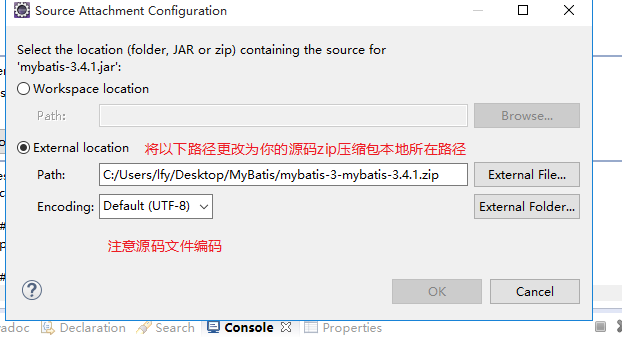 Source Attachment Configuration
Select the location (folder, JAR or zip) containing the source for
'mybatis-3.4.1.jar':
Workspace location
Path:
Browse...
External location
将以下路径更改为你的源码zip压缩包本地所在路径
Path:
C:/Users/lfy/Desktop/MyBatis/mybatis-3-mybatis-3.4.1.zip
External File...
Encoding:
Default (UTF-8)
External Folder...
注意源码文件编码
OK
Cancel
adoc
Declaration
Search
Console
Properties